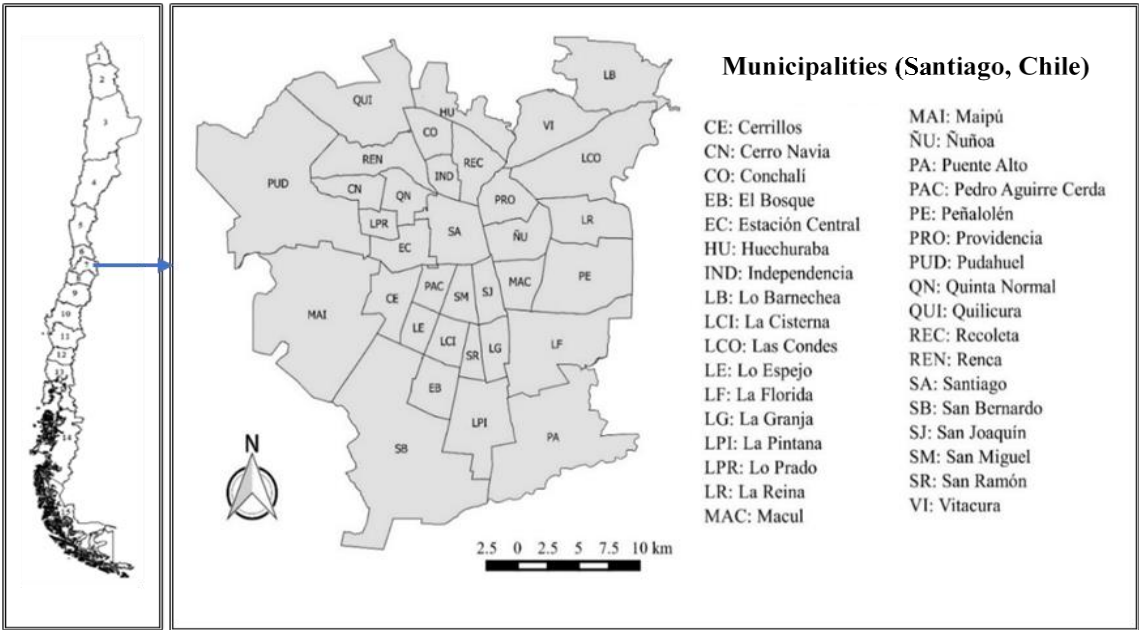 1
2
3
4
5
6
7
8
9
10
11
12
13
14
LB
QUI
HU
VI
CO
LCO
REN
REC
IND
PUD
CN
QN
PRO
LPR
LR
SA
ÑU
EC
PE
MAC
PAC
SJ
CE
SM
MAI
LE
LCI
LF
LG
SR
EB
LPI
PA
SB
N
2.5 0 2.5 5 7.5 10 km
Municipalities (Santiago, Chile)
CE: Cerrillos
CN: Cerro Navia
CO: Conchalí
EB: El Bosque
EC: Estación Central
HU: Huechuraba
IND: Independencia
LB: Lo Barnechea
LCI: La Cisterna
LCO: Las Condes
LE: Lo Espejo
LF: La Florida
LG: La Granja
LPI: La Pintana
LPR: Lo Prado
LR: La Reina
MAC: Macul
MAI: Maipú
ÑU: Ñuñoa
PA: Puente Alto
PAC: Pedro Aguirre Cerda
PE: Peñalolén
PRO: Providencia
PUD: Pudahuel
QN: Quinta Normal
QUI: Quilicura
REC: Recoleta
REN: Renca
SA: Santiago
SB: San Bernardo
SJ: San Joaquín
SM: San Miguel
SR: San Ramón
VI: Vitacura